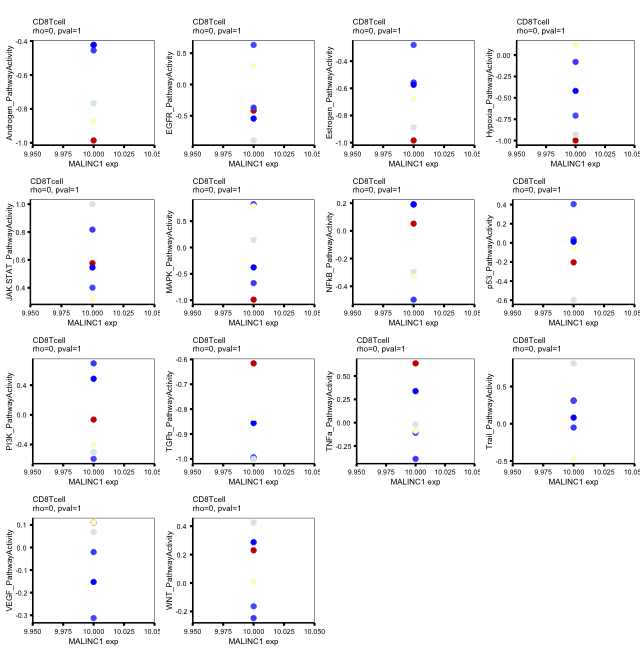 CD8Tcell
rho=0, pval=1
Androgen_PathwayActivity
-0.4
-0.6
-0.8
-1.0
9.950 9.975 10.000 10.025 10.05
MALINC1 exp
CD8Tcell
rho=0, pval=1
EGFR_PathwayActivity
0.5
0.0
-0.5
9.950 9.975 10.000 10.025 10.05
MALINC1 exp
CD8Tcell
rho=0, pval=1
Estrogen_PathwayActivity
-0.4
-0.6
-0.8
-1.0
9.950 9.975 10.000 10.025 10.05
MALINC1 exp
CD8Tcell
rho=0, pval=1
Hypoxia_PathwayActivity
0.00
-0.25
-0.50
-0.75
-1.00
9.950 9.975 10.000 10.025 10.05
MALINC1 exp
CD8Tcell
rho=0, pval=1
JAK.STAT_PathwayActivity
1.0
0.8
0.6
0.4
9.950 9.975 10.000 10.025 10.050
MALINC1 exp
CD8Tcell
rho=0, pval=1
MAPK_PathwayActivity
0.5
0.0
-0.5
-1.0
9.950 9.975 10.000 10.025 10.050
MALINC1 exp
CD8Tcell
rho=0, pval=1
NFkB_PathwayActivity
0.2
0.0
-0.2
-0.4
9.950 9.975 10.000 10.025 10.05
MALINC1 exp
CD8Tcell
rho=0, pval=1
p53_PathwayActivity
0.4
0.2
0.0
-0.2
-0.4
-0.6
9.950 9.975 10.000 10.025 10.05
MALINC1 exp
CD8Tcell
rho=0, pval=1
PI3K_PathwayActivity
0.4
0.0
-0.4
9.950 9.975 10.000 10.025 10.05
MALINC1 exp
CD8Tcell
rho=0, pval=1
TGFb_PathwayActivity
-0.6
-0.7
-0.8
-0.9
-1.0
9.950 9.975 10.000 10.025 10.05
MALINC1 exp
CD8Tcell
rho=0, pval=1
TNFa_PathwayActivity
0.50
0.25
0.00
-0.25
9.950 9.975 10.000 10.025 10.05
MALINC1 exp
CD8Tcell
rho=0, pval=1
Trail_PathwayActivity
0.5
0.0
-0.5
9.950 9.975 10.000 10.025 10.05
MALINC1 exp
CD8Tcell
rho=0, pval=1
VEGF_PathwayActivity
0.1
0.0
-0.1
-0.2
-0.3
9.950 9.975 10.000 10.025 10.05
MALINC1 exp
CD8Tcell
rho=0, pval=1
WNT_PathwayActivity
0.4
0.2
0.0
-0.2
9.950 9.975 10.000 10.025 10.050
MALINC1 exp